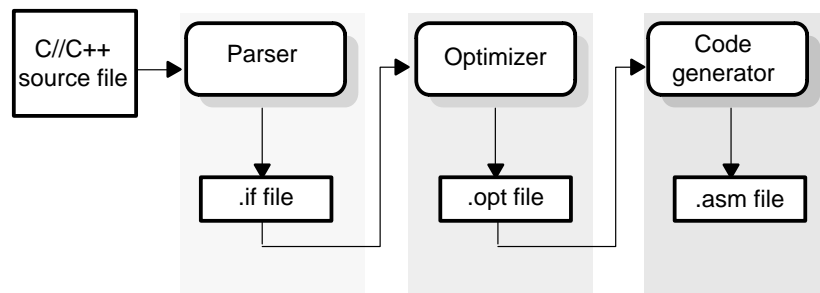 C//C++
source file
Parser
Optimizer
Code
generator
.if file
.opt file
.asm file